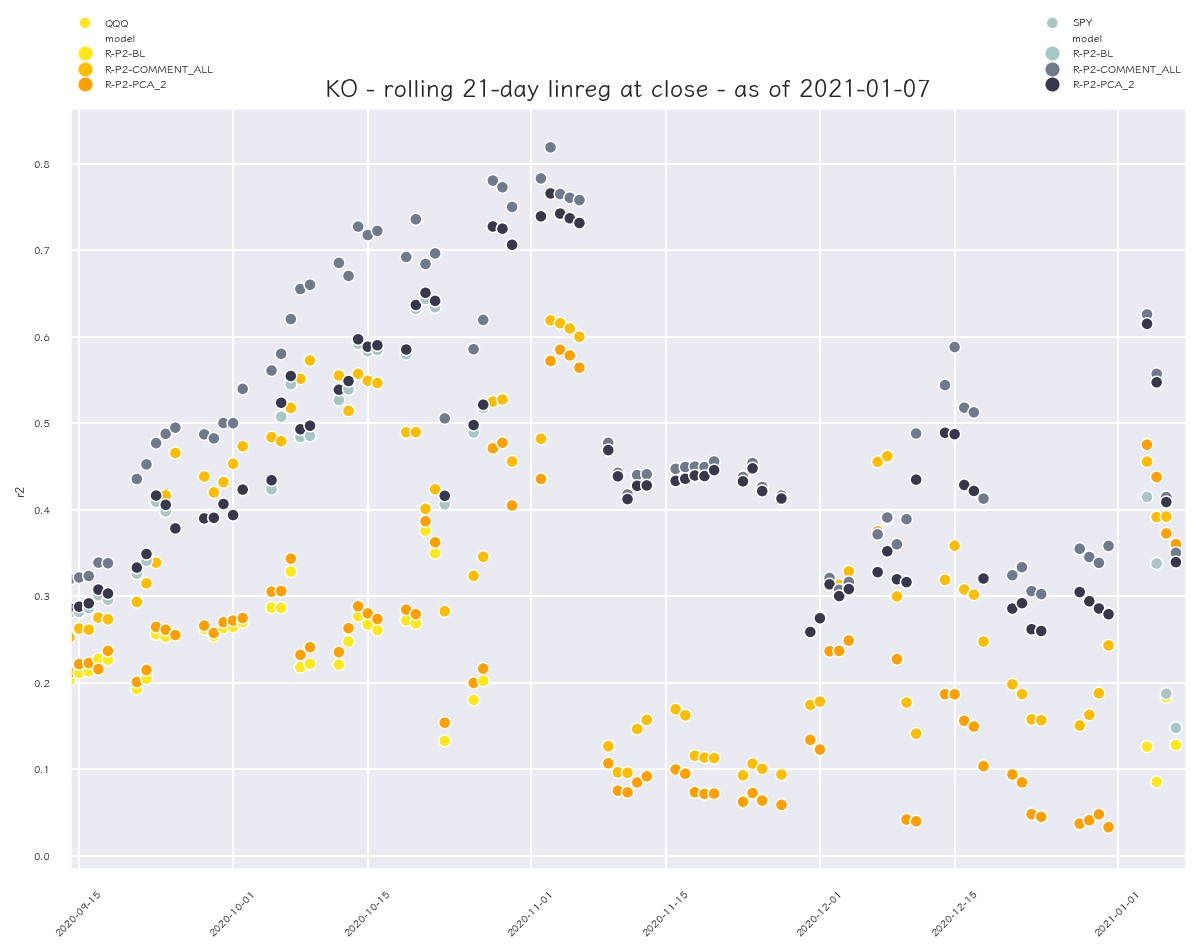 QQQ
model
R-P2-BL
R-P2-COMMENT_ALL
R-P2-PCA_2
SPY
model
R-P2-BL
R-P2-COMMENT_ALL
R-P2-PCA_2
KO - rolling 21-day linreg at close - as of 2021-01-07
0.8
0.7
0.6
0.5
0.4
0.3
0.2
0.1
0.0
r2
2020-09-15
2020-10-01
2020-10-15
2020-11-01
2020-11-15
2020-12-01
2020-12-15
2021-01-01